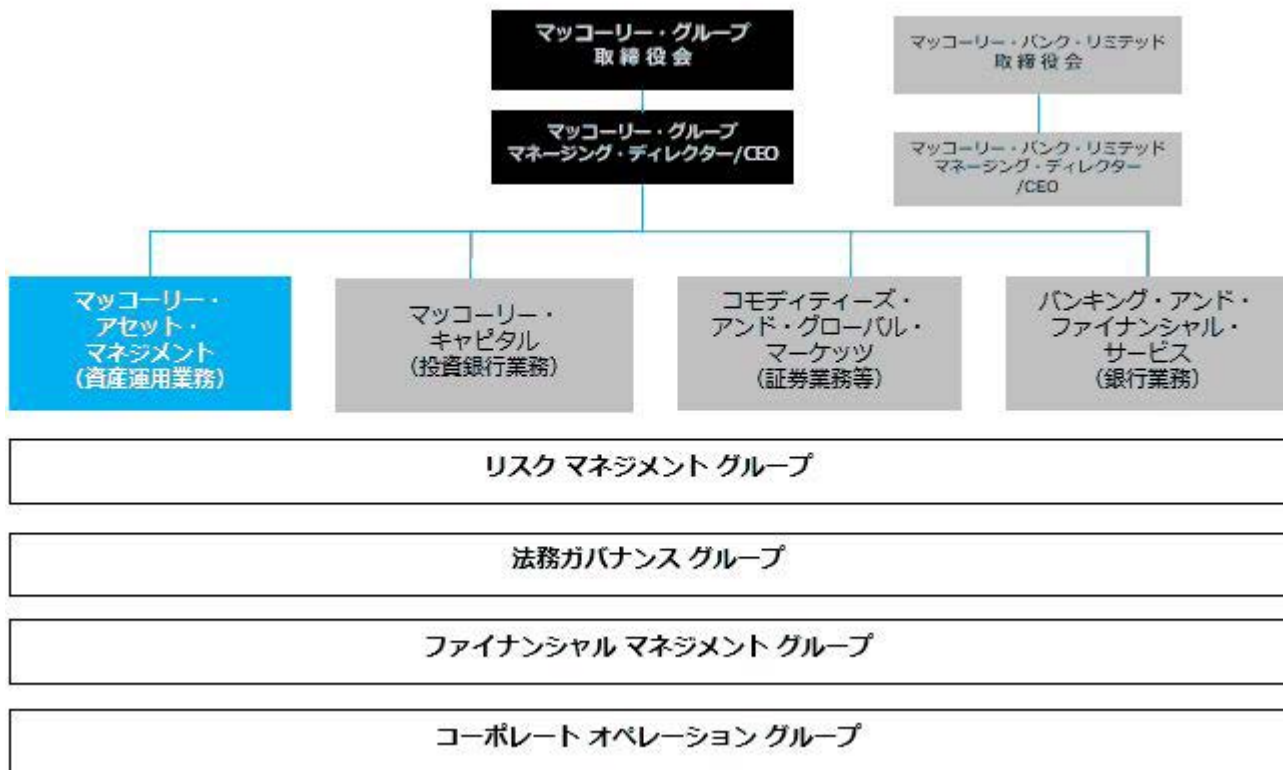 マッコーリー・グループ
取締役会
マッコーリー・バンク・リミテッド
取締役会
マッコーリー・グループ
マネージング・ディレクター/CEO
マッコーリー・バンク・リミテッド
マネージング・ディレクター
/CEO
マッコーリー・
アセット・
マネジメント
(資産運用業務)
マッコーリー・
キャピタル
(投資銀行業務)
コモディティーズ・
アンド・グローバル・
マーケッツ
(証券業務等)
バンキング・アンド・
ファイナンシャル・
サービス
(銀行業務)
リスク マネジメント グループ
法務ガバナンス グループ
ファイナンシャル マネジメント グループ
コーポレート オペレーション グループ